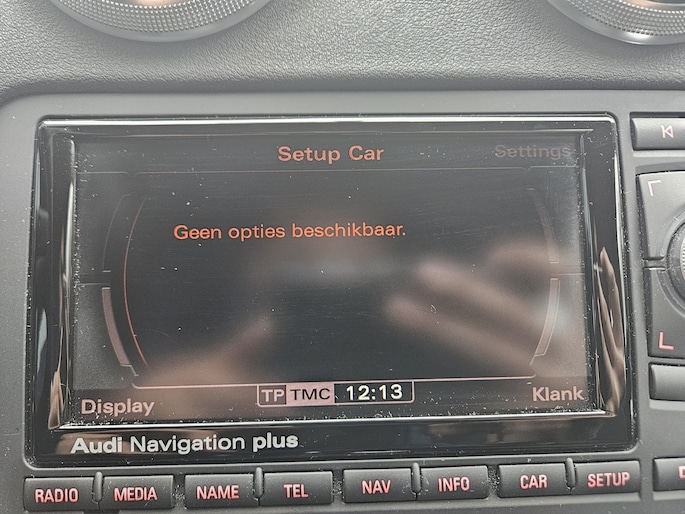 Setup Car
Settings
Geen opties beschikbaar.
TP TMC 12:13
Display
Klank
Audi Navigation plus
RADIO MEDIA NAME TEL NAV INFO CAR SETUP